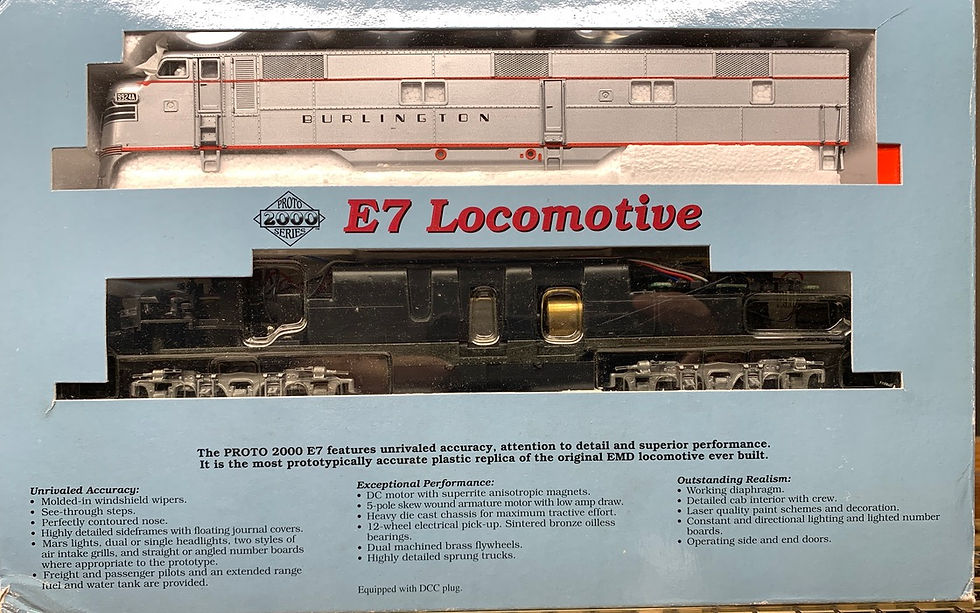 9924A
BURLINGTON
PROTO
2000
SERIES
E7 Locomotive
The PROTO 2000 E7 features unrivaled accuracy, attention to detail and superior performance.
It is the most prototypically accurate plastic replica of the original EMD locomotive ever built.
Unrivaled Accuracy:
• Molded-in windshield wipers.
• See-through steps.
• Perfectly contoured nose.
• Highly detailed sideframes with floating journal covers.
• Mars lights, dual or single headlights, two styles of
air intake grills, and straight or angled number boards
where appropriate to the prototype.
• Freight and passenger pilots and an extended range
fuel and water tank are provided.
Exceptional Performance:
• DC motor with superrite anisotropic magnets.
• 5-pole skew wound armature motor with low amp draw.
• Heavy die cast chassis for maximum tractive effort.
• 12-wheel electrical pick-up. Sintered bronze oilless
bearings.
• Dual machined brass flywheels.
• Highly detailed sprung trucks.
Equipped with DCC plug.
Outstanding Realism:
• Working diaphragm.
• Detailed cab interior with crew.
• Laser quality paint schemes and decoration.
• Constant and directional lighting and lighted number
boards.
• Operating side and end doors.